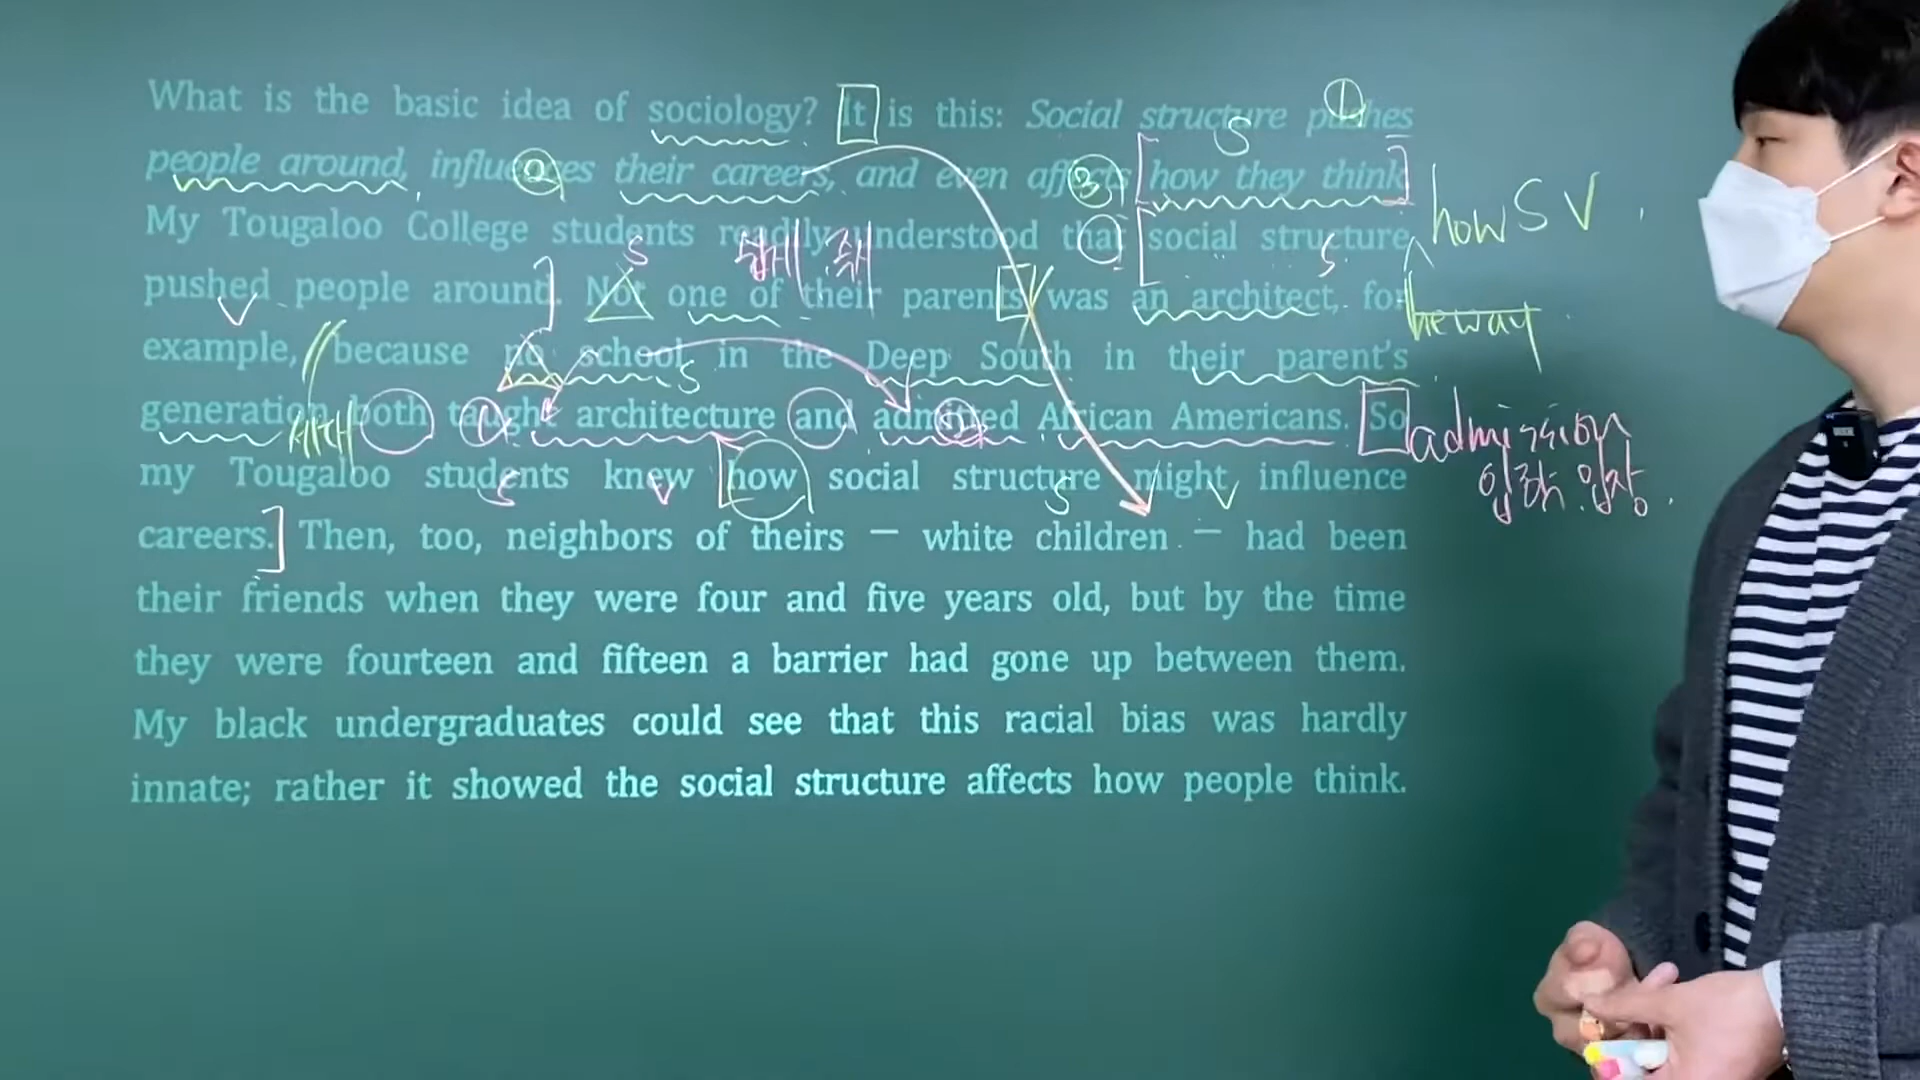 What is the basic idea of sociology? It is this: Social structure pushes
people around, influences their careers, and even affects how they think.
My Tougaloo College students readily understood that social structure
pushed people around. Not one of their parents was an architect, for
example, because no school in the Deep South in their parent's
generation both taught architecture and admitted African Americans. So
my Tougaloo students knew how social structure might influence
careers. Then, too, neighbors of theirs — white children — had been
their friends when they were four and five years old, but by the time
they were fourteen and fifteen a barrier had gone up between them.
My black undergraduates could see that this racial bias was hardly
innate; rather it showed the social structure affects how people think.
① S
② ③ how S V
S S
쉽게
V
the way
S
① ② admission
S V S V 입학, 입장